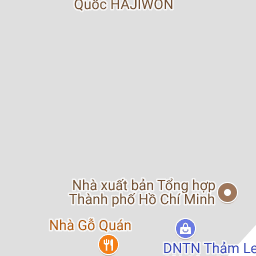 Quốc HAJIWON
Nhà xuất bản Tổng hợp
Thành phố Hồ Chí Minh
Nhà Gỗ Quán
DNTN Thảm Le